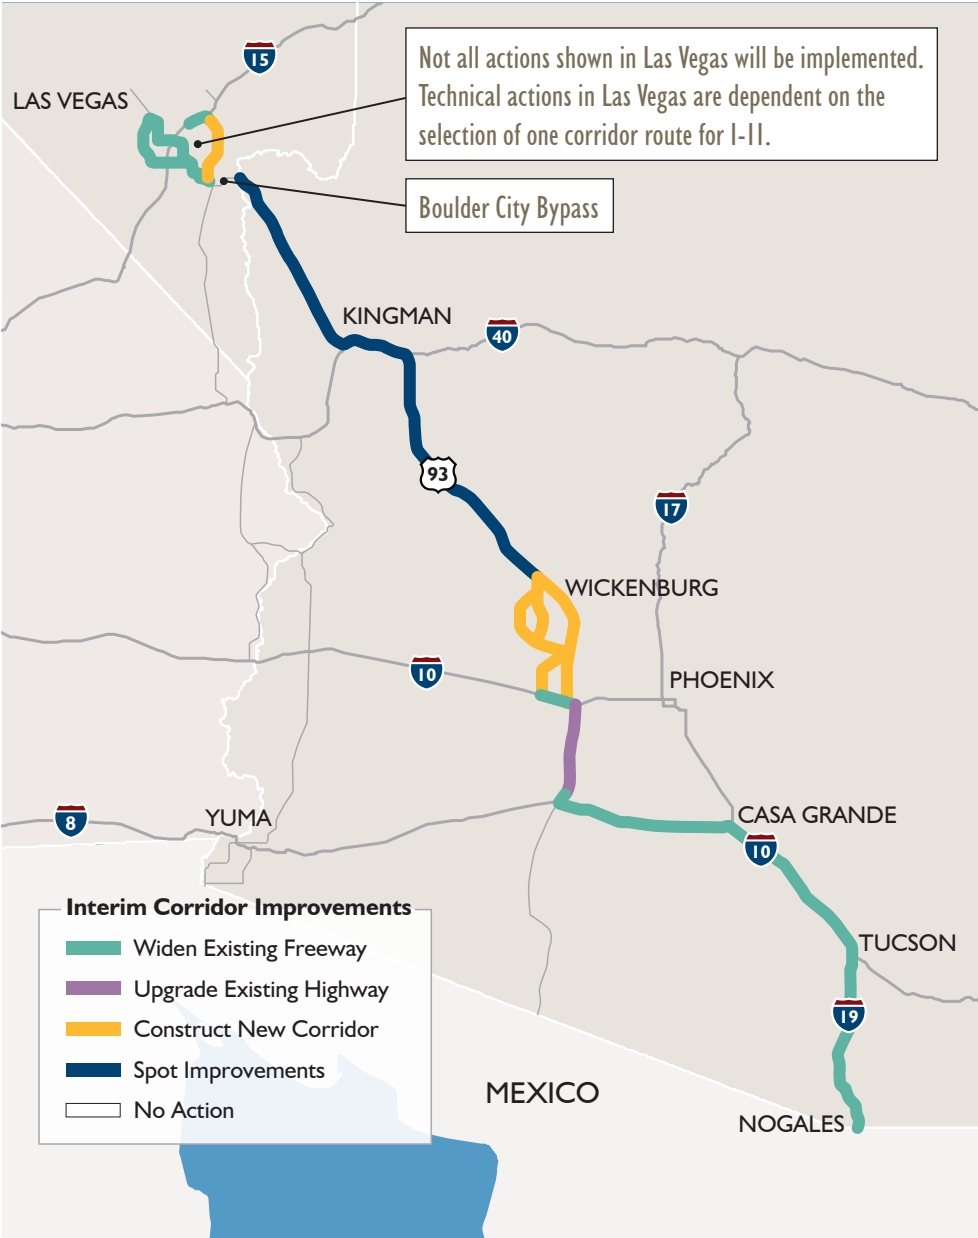 15
Not all actions shown in Las Vegas will be implemented.
Technical actions in Las Vegas are dependent on the
selection of one corridor route for I-11.
LAS VEGAS
Boulder City Bypass
KINGMAN
40
93
17
WICKENBURG
10
PHOENIX
8
YUMA
CASA GRANDE
10
Interim Corridor Improvements
Widen Existing Freeway
Upgrade Existing Highway
Construct New Corridor
Spot Improvements
No Action
TUCSON
19
MEXICO
NOGALES